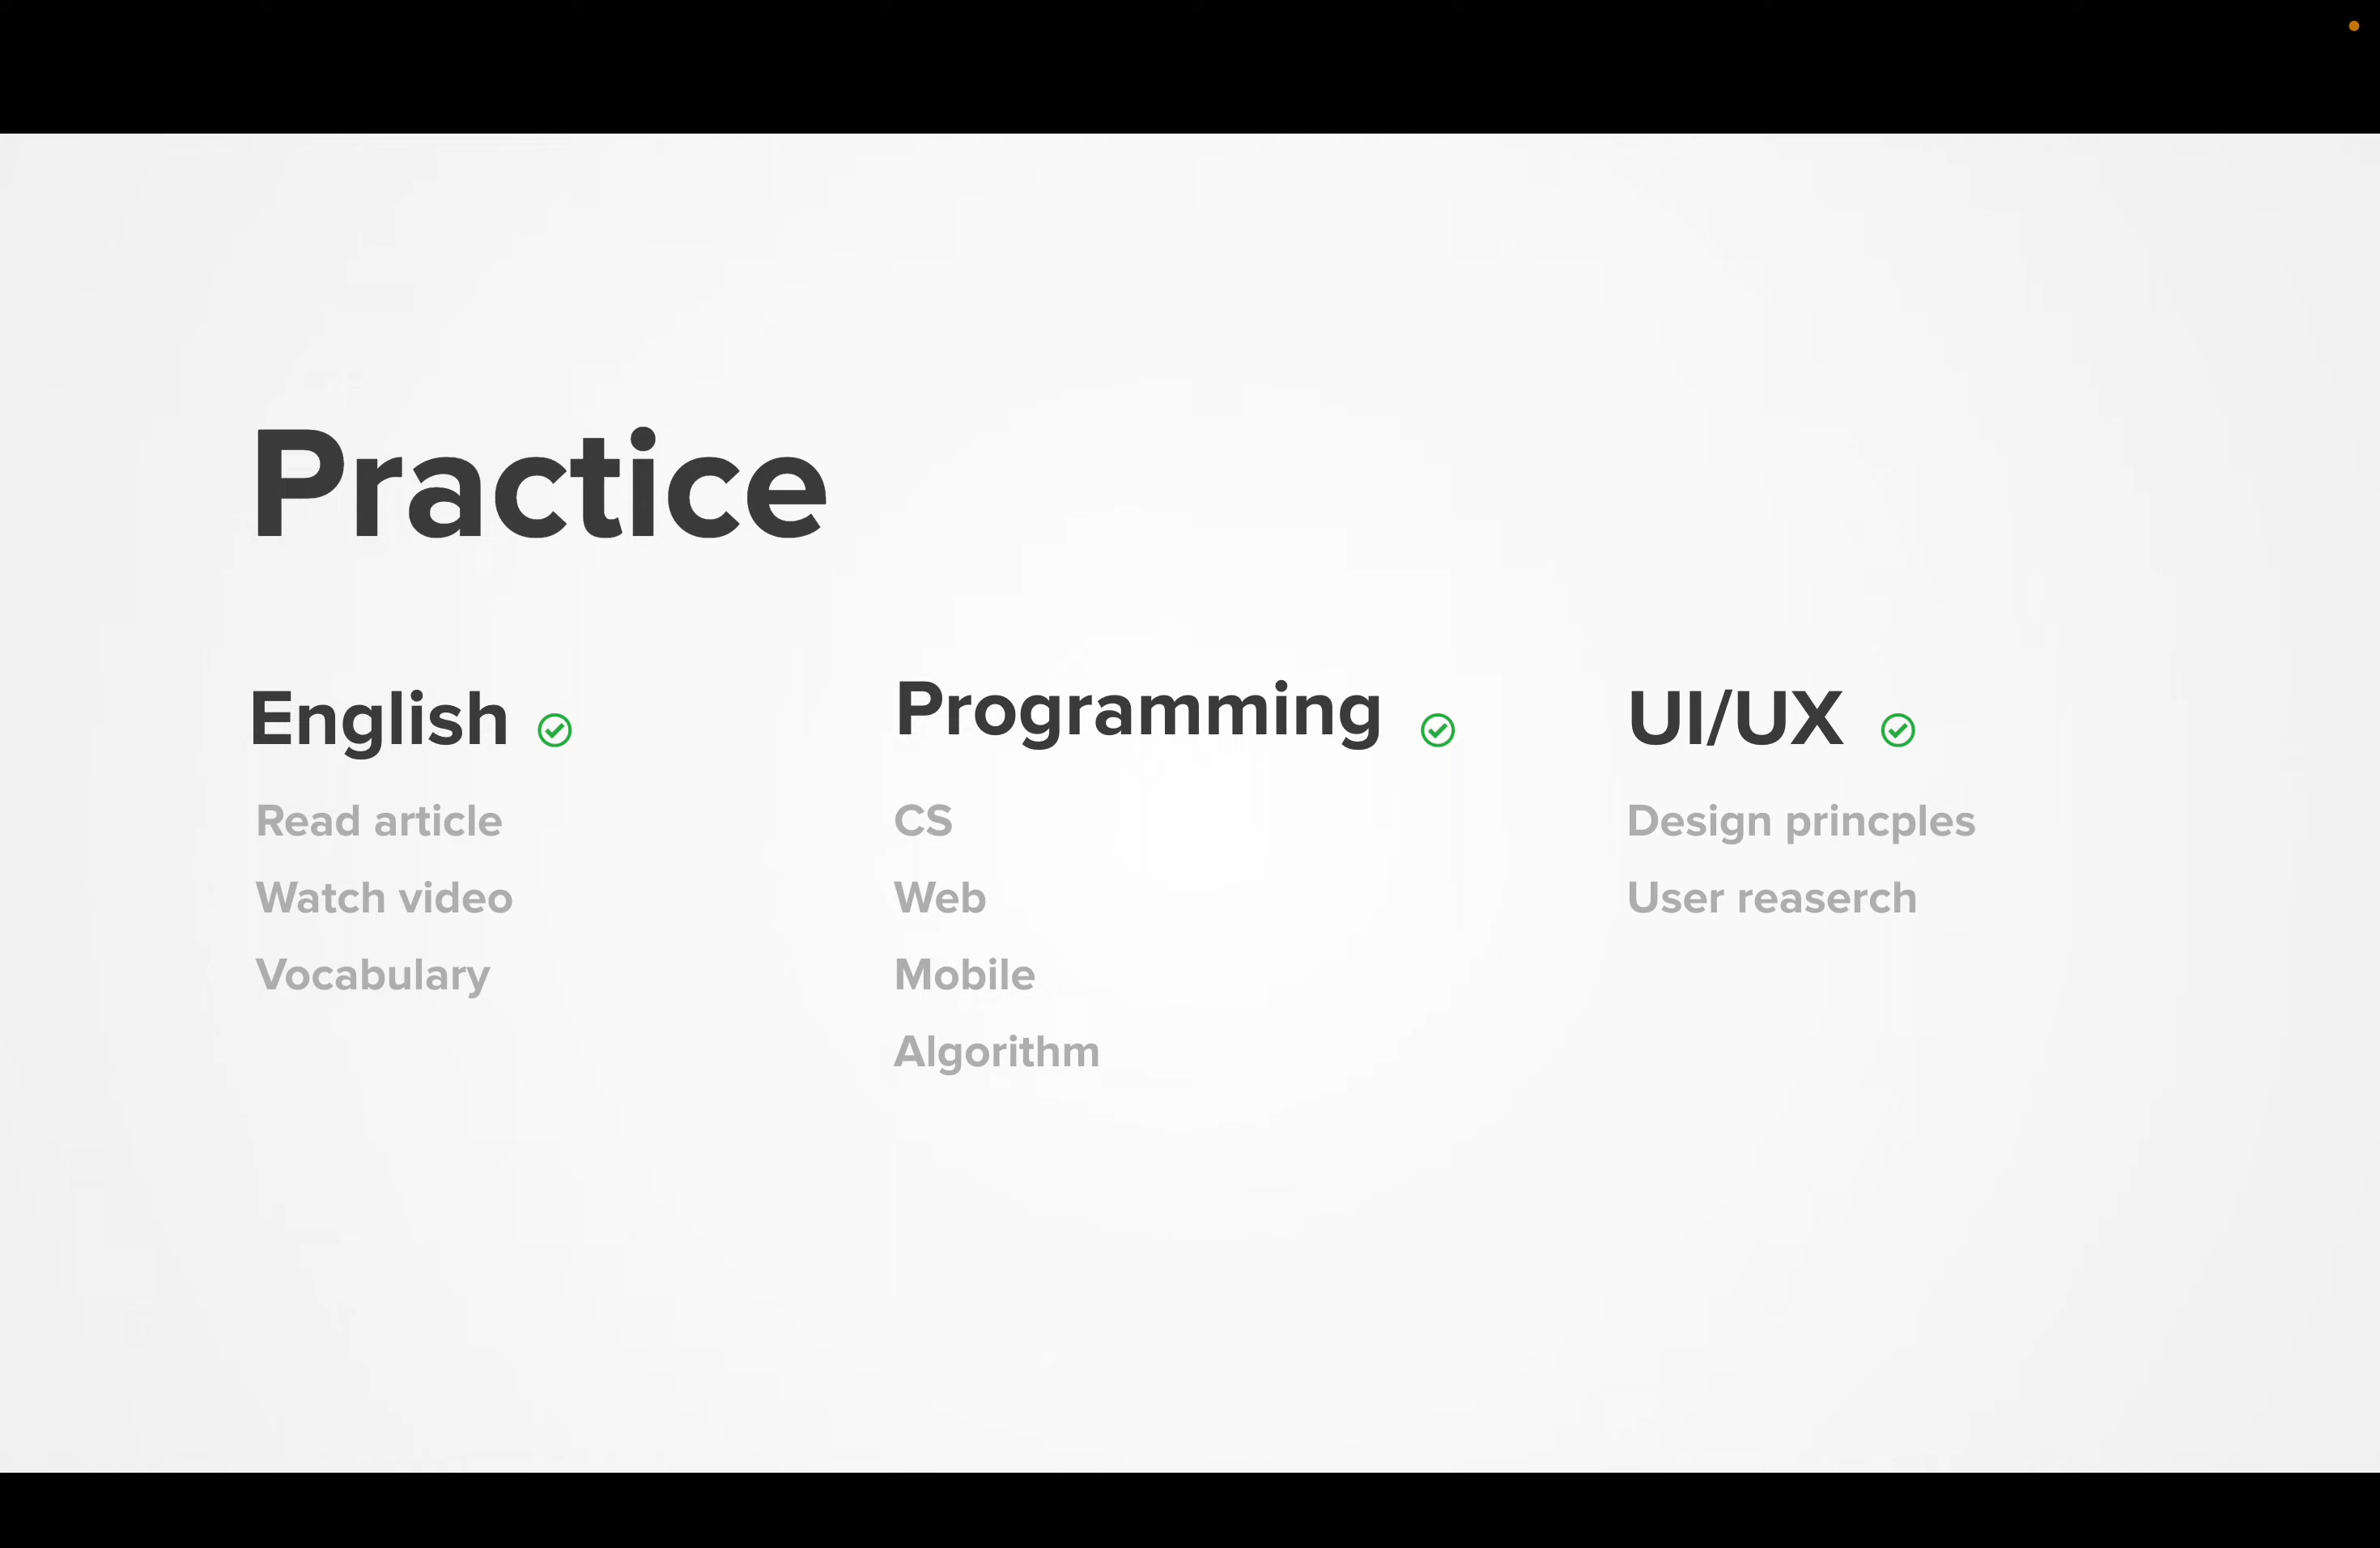 Practice
English
Read article
Watch video
Vocabulary
Programming
CS
Web
Mobile
Algorithm
UI/UX
Design princples
User reaserch